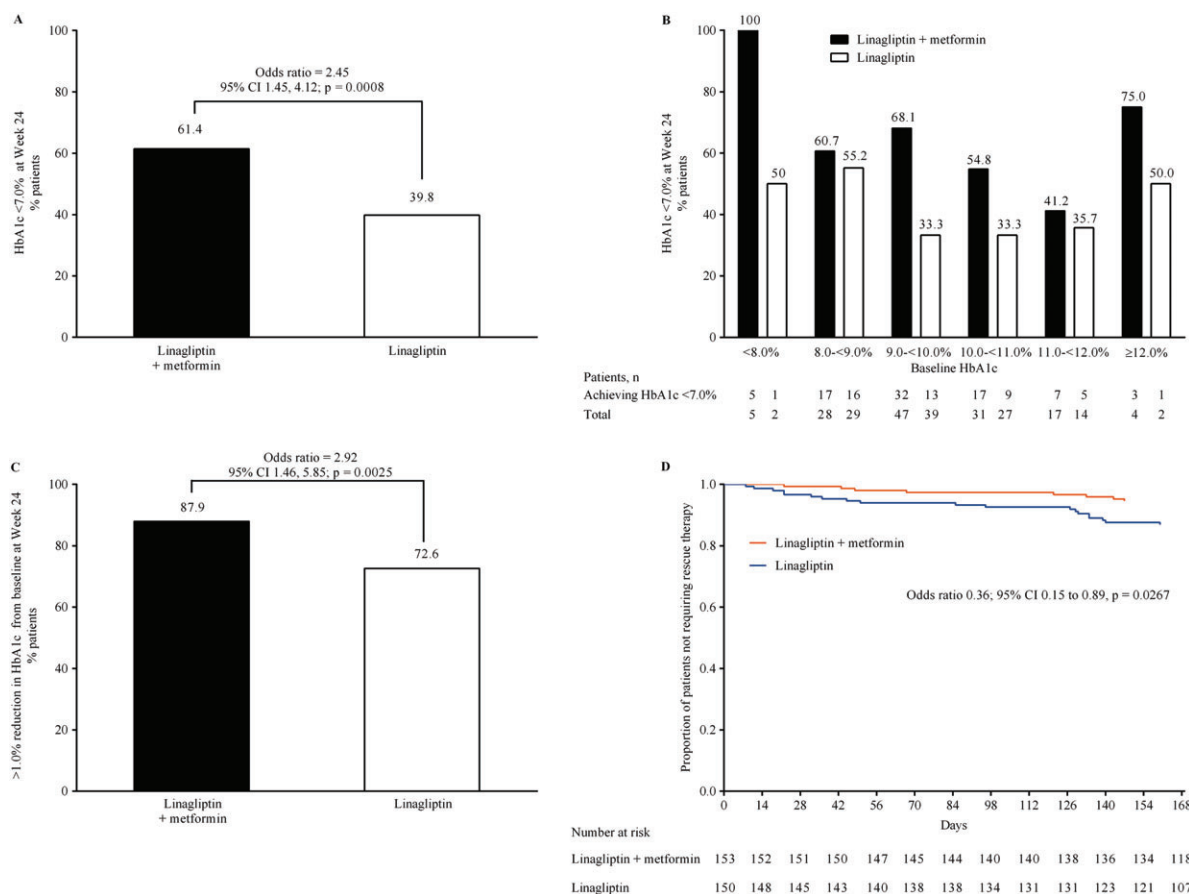 A
100
80
60
40
20
0
HbA1c <7.0% at Week 24
% patients
Odds ratio = 2.45
95% CI 1.45, 4.12; p = 0.0008
61.4
39.8
Linagliptin
+ metformin
Linagliptin
B
100
80
60
40
20
0
HbA1c <7.0% at Week 24
% patients
Linagliptin + metformin
Linagliptin
100 50 60.7 55.2 68.1 33.3 54.8 33.3 41.2 35.7 75.0 50.0
<8.0% 8.0-<9.0% 9.0-<10.0% 10.0-<11.0% 11.0-<12.0% ≥12.0%
Baseline HbA1c
Patients, n
Achieving HbA1c <7.0% 5 1 17 16 32 13 17 9 7 5 3 1
Total 5 2 28 29 47 39 31 27 17 14 4 2
C
100
80
60
40
20
0
>1.0% reduction in HbA1c from baseline at Week 24
% patients
Odds ratio = 2.92
95% CI 1.46, 5.85; p = 0.0025
87.9
72.6
Linagliptin
+ metformin
Linagliptin
D
1.0
0.8
0.6
0.4
0.2
0.0
Proportion of patients not requiring rescue therapy
Linagliptin + metformin
Linagliptin
Odds ratio 0.36; 95% CI 0.15 to 0.89, p = 0.0267
0 14 28 42 56 70 84 98 112 126 140 154 168
Days
Number at risk
Linagliptin + metformin 153 152 151 150 147 145 144 140 140 138 136 134 118
Linagliptin 150 148 145 143 140 138 138 134 131 131 123 121 107